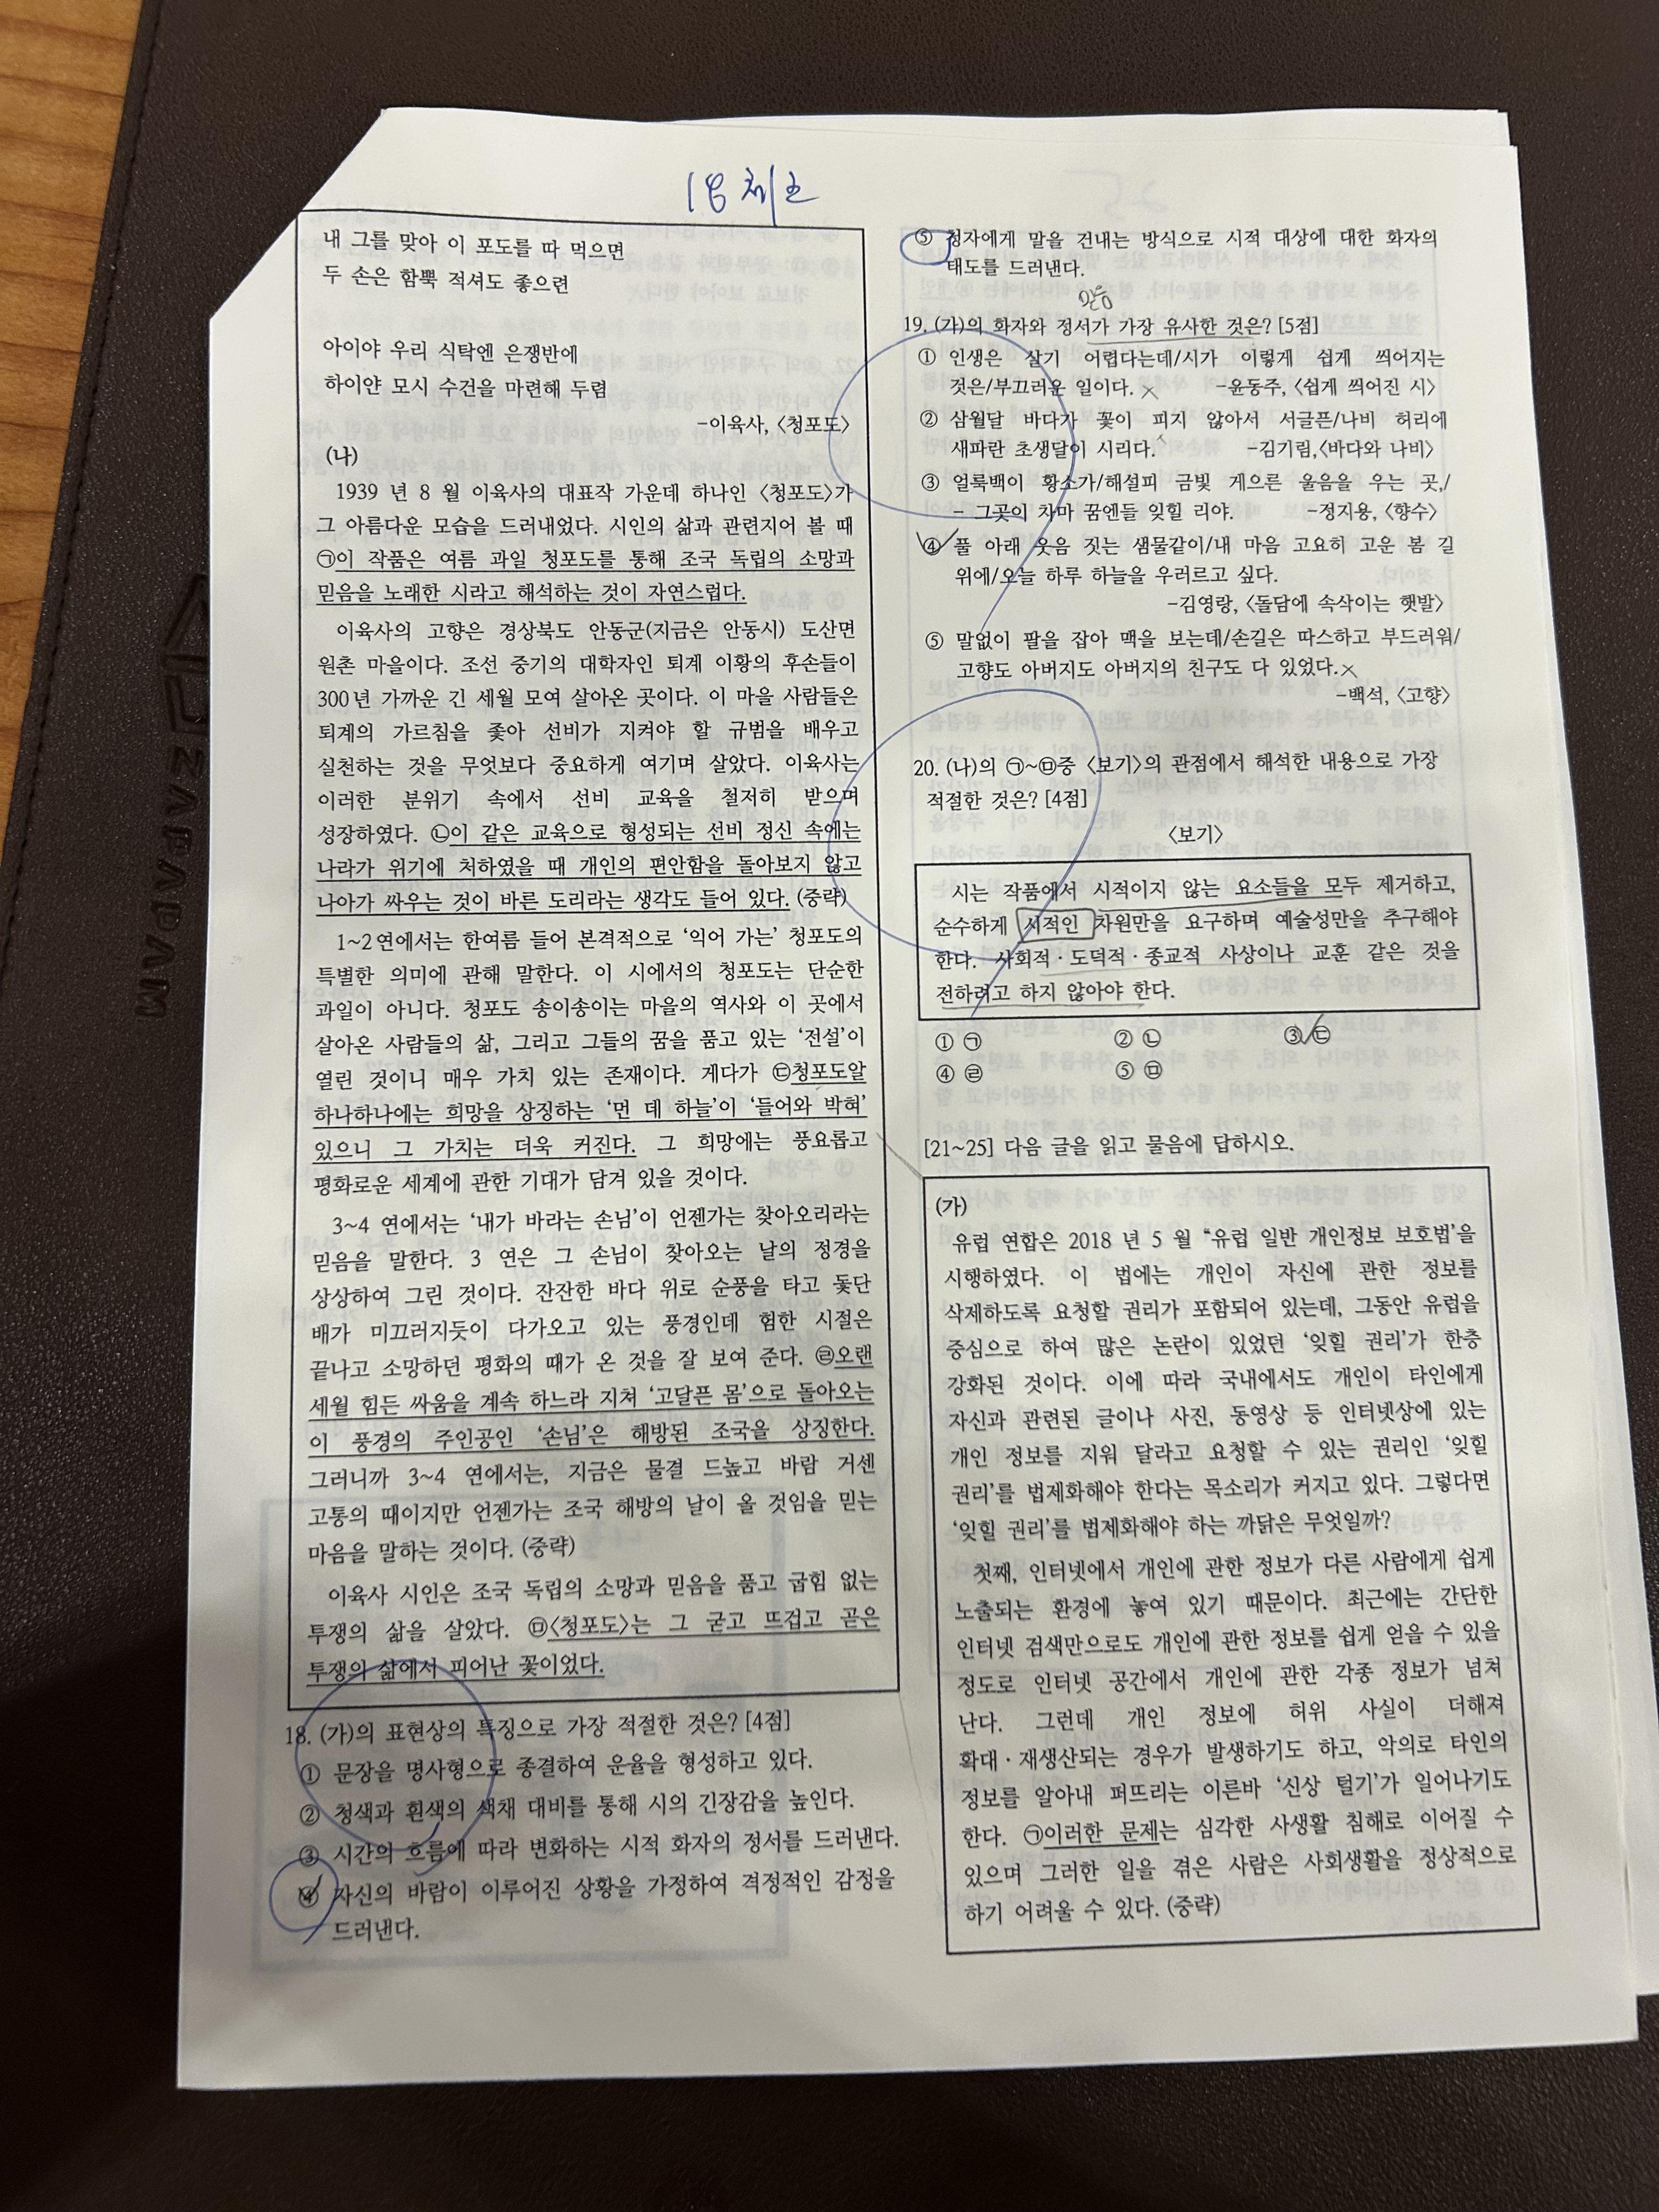 18 체크
내 그를 맞아 이 포도를 따 먹으면
두 손은 함뿍 적셔도 좋으련
아이야 우리 식탁엔 은쟁반에
하이얀 모시 수건을 마련해 두렴
-이육사, 〈청포도〉
(나)
1939 년 8 월 이육사의 대표작 가운데 하나인 〈청포도〉가
그 아름다운 모습을 드러내었다. 시인의 삶과 관련지어 볼 때
㉠이 작품은 여름 과일 청포도를 통해 조국 독립의 소망과
믿음을 노래한 시라고 해석하는 것이 자연스럽다.
이육사의 고향은 경상북도 안동군(지금은 안동시) 도산면
원촌 마을이다. 조선 중기의 대학자인 퇴계 이황의 후손들이
300년 가까운 긴 세월 모여 살아온 곳이다. 이 마을 사람들은
퇴계의 가르침을 좇아 선비가 지켜야 할 규범을 배우고
실천하는 것을 무엇보다 중요하게 여기며 살았다. 이육사는
이러한 분위기 속에서 선비 교육을 철저히 받으며
성장하였다. ㉡이 같은 교육으로 형성되는 선비 정신 속에는
나라가 위기에 처하였을 때 개인의 편안함을 돌아보지 않고
나아가 싸우는 것이 바른 도리라는 생각도 들어 있다. (중략)
1~2연에서는 한여름 들어 본격적으로 '익어 가는' 청포도의
특별한 의미에 관해 말한다. 이 시에서의 청포도는 단순한
과일이 아니다. 청포도 송이송이는 마을의 역사와 이 곳에서
살아온 사람들의 삶, 그리고 그들의 꿈을 품고 있는 '전설'이
열린 것이니 매우 가치 있는 존재이다. 게다가 ㉢청포도알
하나하나에는 희망을 상징하는 '먼 데 하늘'이 '들어와 박혀'
있으니 그 가치는 더욱 커진다. 그 희망에는 풍요롭고
평화로운 세계에 관한 기대가 담겨 있을 것이다.
3~4 연에서는 '내가 바라는 손님'이 언젠가는 찾아오리라는
믿음을 말한다. 3 연은 그 손님이 찾아오는 날의 정경을
상상하여 그린 것이다. 잔잔한 바다 위로 순풍을 타고 돛단
배가 미끄러지듯이 다가오고 있는 풍경인데 험한 시절은
끝나고 소망하던 평화의 때가 온 것을 잘 보여 준다. ㉣오랜
세월 힘든 싸움을 계속 하느라 지쳐 '고달픈 몸'으로 돌아오는
이 풍경의 주인공인 '손님'은 해방된 조국을 상징한다.
그러니까 3~4 연에서는, 지금은 물결 드높고 바람 거센
고통의 때이지만 언젠가는 조국 해방의 날이 올 것임을 믿는
마음을 말하는 것이다. (중략)
이육사 시인은 조국 독립의 소망과 믿음을 품고 굽힘 없는
투쟁의 삶을 살았다. ㉤〈청포도〉는 그 굳고 뜨겁고 곧은
투쟁의 삶에서 피어난 꽃이었다.
18. (가)의 표현상의 특징으로 가장 적절한 것은? [4점]
① 문장을 명사형으로 종결하여 운율을 형성하고 있다.
② 청색과 흰색의 색채 대비를 통해 시의 긴장감을 높인다.
③ 시간의 흐름에 따라 변화하는 시적 화자의 정서를 드러낸다.
④ 자신의 바람이 이루어진 상황을 가정하여 격정적인 감정을
드러낸다.
⑤ 청자에게 말을 건내는 방식으로 시적 대상에 대한 화자의
태도를 드러낸다.
19. (가)의 화자와 정서가 가장 유사한 것은? [5점]
① 인생은 살기 어렵다는데/시가 이렇게 쉽게 씌어지는
것은/부끄러운 일이다. -윤동주, 〈쉽게 씌어진 시〉
② 삼월달 바다가 꽃이 피지 않아서 서글픈/나비 허리에
새파란 초생달이 시리다. -김기림,〈바다와 나비〉
③ 얼룩백이 황소가/해설피 금빛 게으른 울음을 우는 곳,/
- 그곳이 차마 꿈엔들 잊힐 리야. -정지용, 〈향수〉
④ 풀 아래 웃음 짓는 샘물같이/내 마음 고요히 고운 봄 길
위에/오늘 하루 하늘을 우러르고 싶다.
-김영랑, 〈돌담에 속삭이는 햇발〉
⑤ 말없이 팔을 잡아 맥을 보는데/손길은 따스하고 부드러워/
고향도 아버지도 아버지의 친구도 다 있었다.
-백석, 〈고향〉
20. (나)의 ㉠~㉤중 〈보기〉의 관점에서 해석한 내용으로 가장
적절한 것은? [4점]
〈보기〉
시는 작품에서 시적이지 않는 요소들을 모두 제거하고,
순수하게 시적인 차원만을 요구하며 예술성만을 추구해야
한다. 사회적·도덕적·종교적 사상이나 교훈 같은 것을
전하려고 하지 않아야 한다.
① ㉠ ② ㉡ ③ ㉢
④ ㉣ ⑤ ㉤
[21~25] 다음 글을 읽고 물음에 답하시오.
(가)
유럽 연합은 2018 년 5 월 "유럽 일반 개인정보 보호법"을
시행하였다. 이 법에는 개인이 자신에 관한 정보를
삭제하도록 요청할 권리가 포함되어 있는데, 그동안 유럽을
중심으로 하여 많은 논란이 있었던 '잊힐 권리'가 한층
강화된 것이다. 이에 따라 국내에서도 개인이 타인에게
자신과 관련된 글이나 사진, 동영상 등 인터넷상에 있는
개인 정보를 지워 달라고 요청할 수 있는 권리인 '잊힐
권리'를 법제화해야 한다는 목소리가 커지고 있다. 그렇다면
'잊힐 권리'를 법제화해야 하는 까닭은 무엇일까?
첫째, 인터넷에서 개인에 관한 정보가 다른 사람에게 쉽게
노출되는 환경에 놓여 있기 때문이다. 최근에는 간단한
인터넷 검색만으로도 개인에 관한 정보를 쉽게 얻을 수 있을
정도로 인터넷 공간에서 개인에 관한 각종 정보가 넘쳐
난다. 그런데 개인 정보에 허위 사실이 더해져
확대·재생산되는 경우가 발생하기도 하고, 악의로 타인의
정보를 알아내 퍼뜨리는 이른바 '신상 털기'가 일어나기도
한다. ㉠이러한 문제는 심각한 사생활 침해로 이어질 수
있으며 그러한 일을 겪은 사람은 사회생활을 정상적으로
하기 어려울 수 있다. (중략)